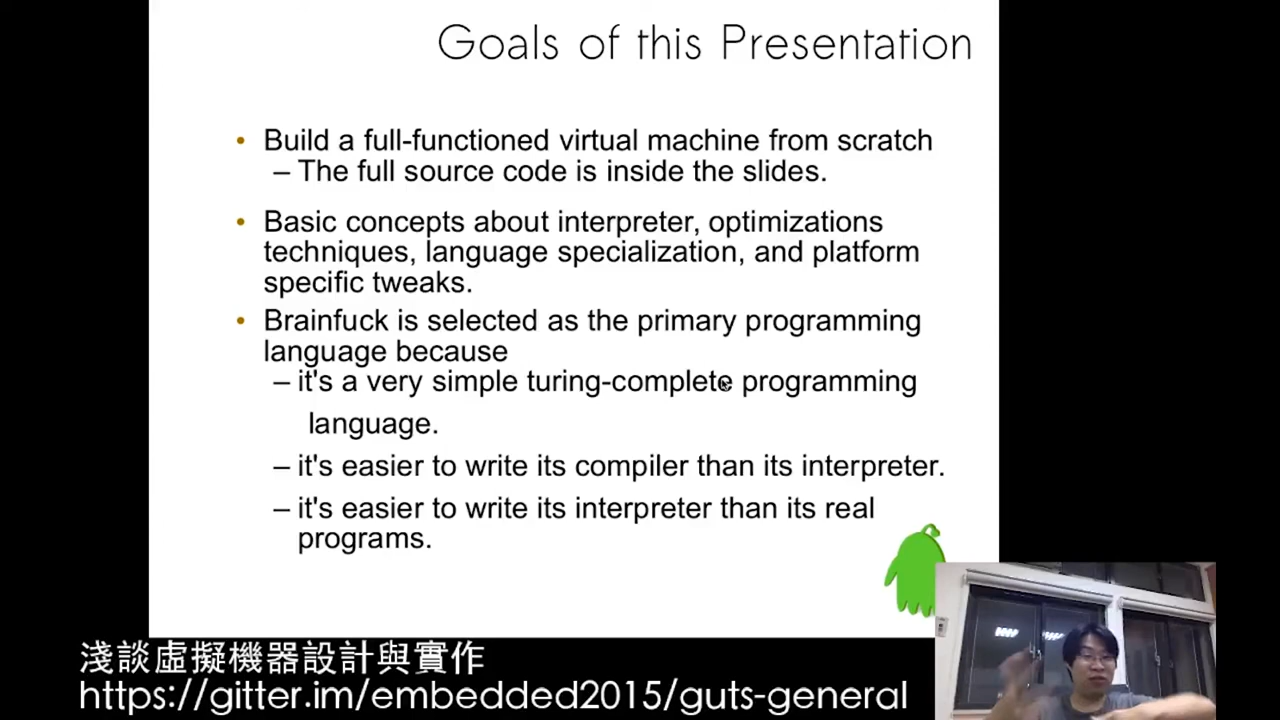 Goals of this Presentation
• Build a full-functioned virtual machine from scratch
– The full source code is inside the slides.
• Basic concepts about interpreter, optimizations
techniques, language specialization, and platform
specific tweaks.
• Brainfuck is selected as the primary programming
language because
– it's a very simple turing-complete programming
language.
– it's easier to write its compiler than its interpreter.
– it's easier to write its interpreter than its real
programs.
淺談虛擬機器設計與實作
https://gitter.im/embedded2015/guts-general